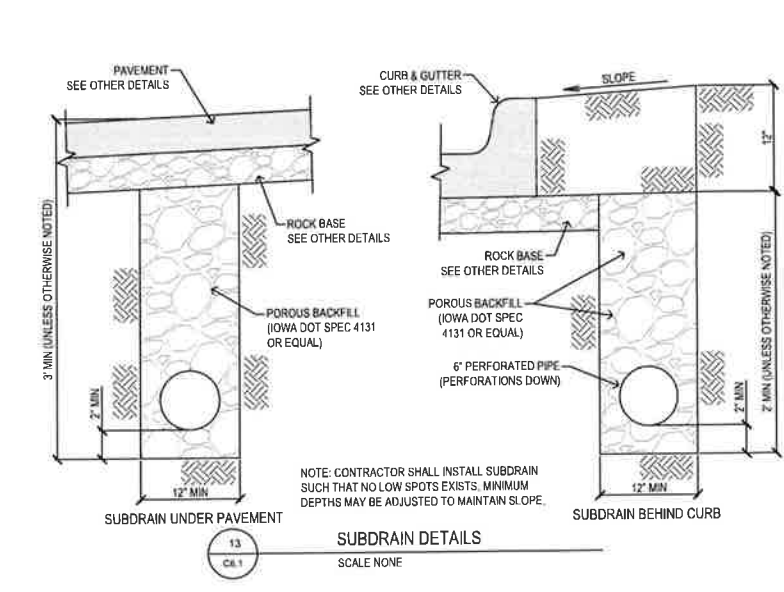 PAVEMENT
SEE OTHER DETAILS
ROCK BASE
SEE OTHER DETAILS
POROUS BACKFILL
(IOWA DOT SPEC 4131
OR EQUAL)
3' MIN (UNLESS OTHERWISE NOTED)
2" MIN
12" MIN
SUBDRAIN UNDER PAVEMENT
CURB & GUTTER
SEE OTHER DETAILS
SLOPE
12"
ROCK BASE
SEE OTHER DETAILS
POROUS BACKFILL
(IOWA DOT SPEC
4131 OR EQUAL)
6" PERFORATED PIPE
(PERFORATIONS DOWN)
2' MIN (UNLESS OTHERWISE NOTED)
2" MIN
12" MIN
SUBDRAIN BEHIND CURB
NOTE: CONTRACTOR SHALL INSTALL SUBDRAIN
SUCH THAT NO LOW SPOTS EXISTS. MINIMUM
DEPTHS MAY BE ADJUSTED TO MAINTAIN SLOPE.
13
C6.1
SUBDRAIN DETAILS
SCALE NONE